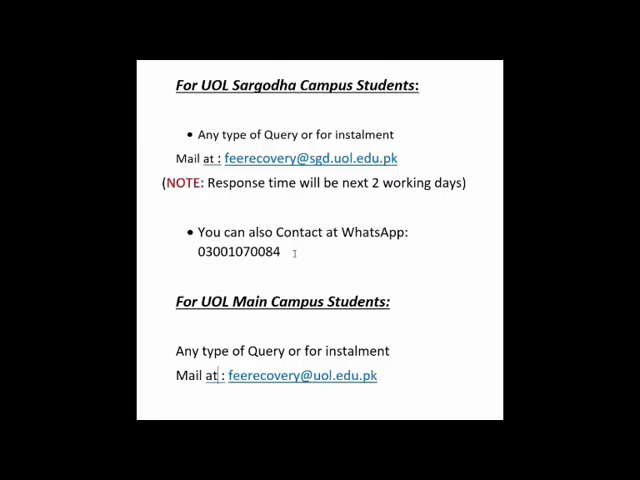 For UOL Sargodha Campus Students:
• Any type of Query or for instalment
Mail at : feerecovery@sgd.uol.edu.pk
(NOTE: Response time will be next 2 working days)
• You can also Contact at WhatsApp:
03001070084
For UOL Main Campus Students:
Any type of Query or for instalment
Mail at : feerecovery@uol.edu.pk